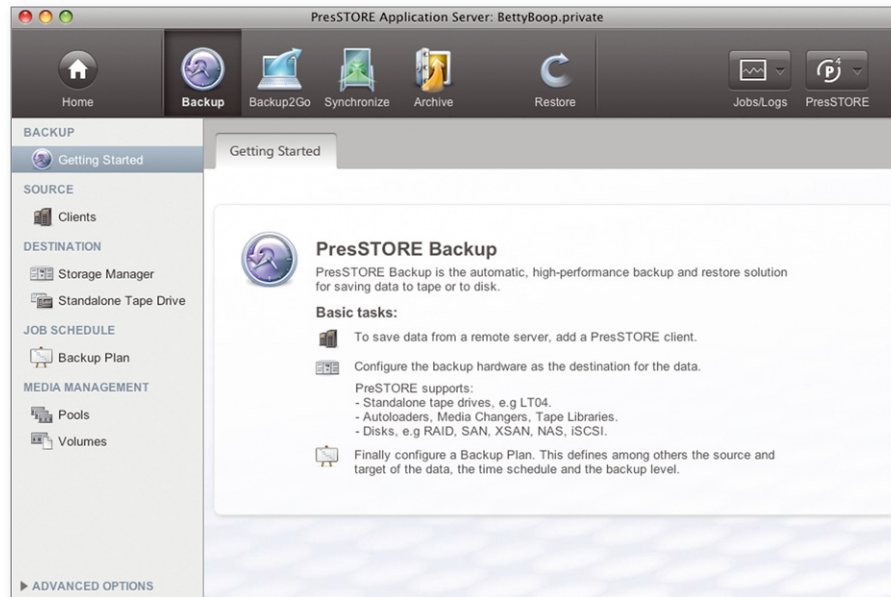 PresSTORE Application Server: BettyBoop.private
Home
Backup
Backup2Go
Synchronize
Archive
Restore
Jobs/Logs
P4
PresSTORE
BACKUP
Getting Started
SOURCE
Clients
DESTINATION
Storage Manager
Standalone Tape Drive
JOB SCHEDULE
Backup Plan
MEDIA MANAGEMENT
Pools
Volumes
ADVANCED OPTIONS
Getting Started
PresSTORE Backup
PresSTORE Backup is the automatic, high-performance backup and restore solution
for saving data to tape or to disk.
Basic tasks:
To save data from a remote server, add a PresSTORE client.
Configure the backup hardware as the destination for the data.
PreSTORE supports:
- Standalone tape drives, e.g LT04.
- Autoloaders, Media Changers, Tape Libraries.
- Disks, e.g RAID, SAN, XSAN, NAS, iSCSI.
Finally configure a Backup Plan. This defines among others the source and
target of the data, the time schedule and the backup level.